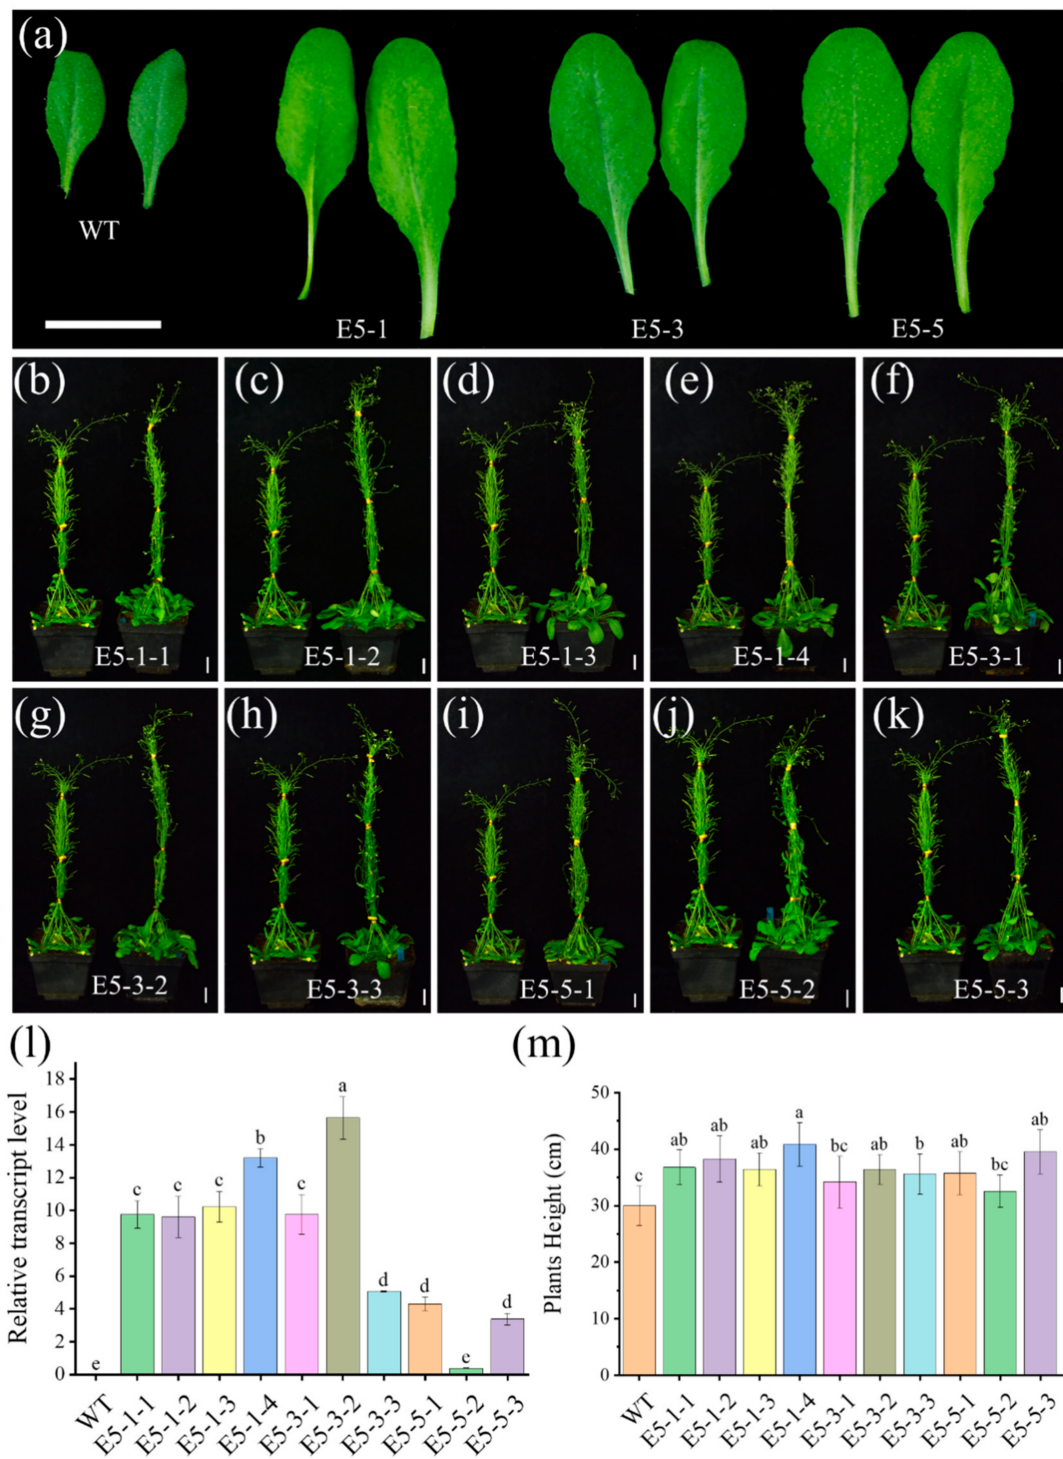 (a)
WT
E5-1
E5-3
E5-5
(b)
(c)
(d)
(e)
(f)
E5-1-1
E5-1-2
E5-1-3
E5-1-4
E5-3-1
(g)
(h)
(i)
(j)
(k)
E5-3-2
E5-3-3
E5-5-1
E5-5-2
E5-5-3
(l)
Relative transcript level
18
16
14
12
10
8
6
4
2
0
e
c
c
c
b
c
a
d
d
e
d
WT
E5-1-1
E5-1-2
E5-1-3
E5-1-4
E5-3-1
E5-3-2
E5-3-3
E5-5-1
E5-5-2
E5-5-3
(m)
Plants Height (cm)
50
40
30
20
10
0
c
ab
ab
ab
a
bc
ab
b
ab
bc
ab
WT
E5-1-1
E5-1-2
E5-1-3
E5-1-4
E5-3-1
E5-3-2
E5-3-3
E5-5-1
E5-5-2
E5-5-3